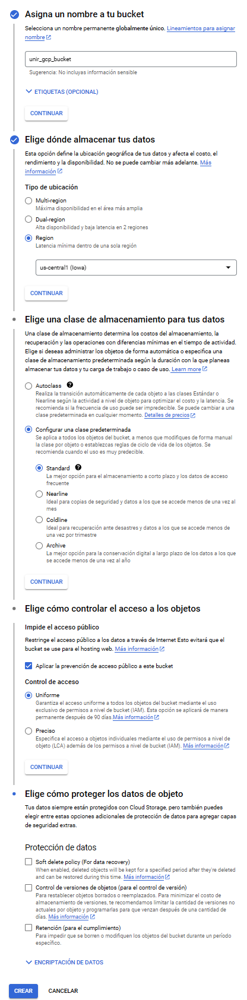 Asigna un nombre a tu bucket
Selecciona un nombre permanente globalmente único. Lineamientos para asignar
nombre
unir_gcp_bucket
Sugerencia: No incluyas información sensible
ETIQUETAS (OPCIONAL)
CONTINUAR
Elige dónde almacenar tus datos
Esta opción define la ubicación geográfica de tus datos y afecta el costo, el
rendimiento y la disponibilidad. No se puede cambiar más adelante. Más
información
Tipo de ubicación
Multi-region
Máxima disponibilidad en el área más amplia
Dual-region
Alta disponibilidad y baja latencia en 2 regiones
Region
Latencia mínima dentro de una sola región
us-central1 (Iowa)
CONTINUAR
Elige una clase de almacenamiento para tus datos
Una clase de almacenamiento determina los costos del almacenamiento, la
recuperación y las operaciones con diferencias mínimas en el tiempo de actividad.
Elige si deseas administrar los objetos de forma automática o especifica una
clase de almacenamiento predeterminada según la duración con la que planeas
almacenar tus datos y tu carga de trabajo o caso de uso. Learn more
Autoclass
Realiza la transición automáticamente de cada objeto a las clases Estándar o
Nearline según la actividad a nivel de objeto para optimizar el costo y la latencia. Se
recomienda si la frecuencia de uso puede ser impredecible. Se puede cambiar a una
clase predeterminada en cualquier momento. Detalles de precios
Configurar una clase predeterminada
Se aplica a todos los objetos del bucket, a menos que modifiques de forma manual
la clase por objeto o establezcas reglas de ciclo de vida de los objetos. Se
recomienda cuando el uso es muy predecible.
Standard
La mejor opción para el almacenamiento a corto plazo y los datos de acceso
frecuente
Nearline
Ideal para copias de seguridad y datos a los que se accede menos de una vez al
mes
Coldline
Ideal para recuperación ante desastres y datos a los que se accede menos de
una vez por trimestre
Archive
La mejor opción para la conservación digital a largo plazo de los datos a los que
se accede menos de una vez al año
CONTINUAR
Elige cómo controlar el acceso a los objetos
Impide el acceso público
Restringe el acceso público a los datos a través de Internet Esto evitará que el
bucket se use para el hosting web. Más información
Aplicar la prevención de acceso público a este bucket
Control de acceso
Uniforme
Garantiza el acceso uniforme a todos los objetos del bucket mediante el uso
exclusivo de permisos a nivel de bucket (IAM). Esta opción se aplicará de manera
permanente después de 90 días.Más información
Preciso
Especifica el acceso a objetos individuales mediante el uso de permisos a nivel de
objeto (LCA) además de los permisos a nivel de bucket (IAM). Más información
CONTINUAR
Elige cómo proteger los datos de objeto
Tus datos siempre están protegidos con Cloud Storage, pero también puedes
elegir entre estas opciones adicionales de protección de datos para agregar capas
de seguridad extras.
Protección de datos
Soft delete policy (For data recovery)
When enabled, deleted objects will be kept for a specified period after they're deleted
and can be restored during this time. Más información
Control de versiones de objetos (para el control de versión)
Para restablecer objetos borrados o reemplazados. Para minimizar el costo de
almacenamiento de versiones, te recomendamos limitar la cantidad de versiones no
actuales por objeto y programarlas para que venzan después de una cantidad de
días. Más información
Retención (para el cumplimiento)
Para impedir que se borren o modifiquen los objetos del bucket durante un período
específico.
ENCRIPTACIÓN DE DATOS
CREAR CANCELAR